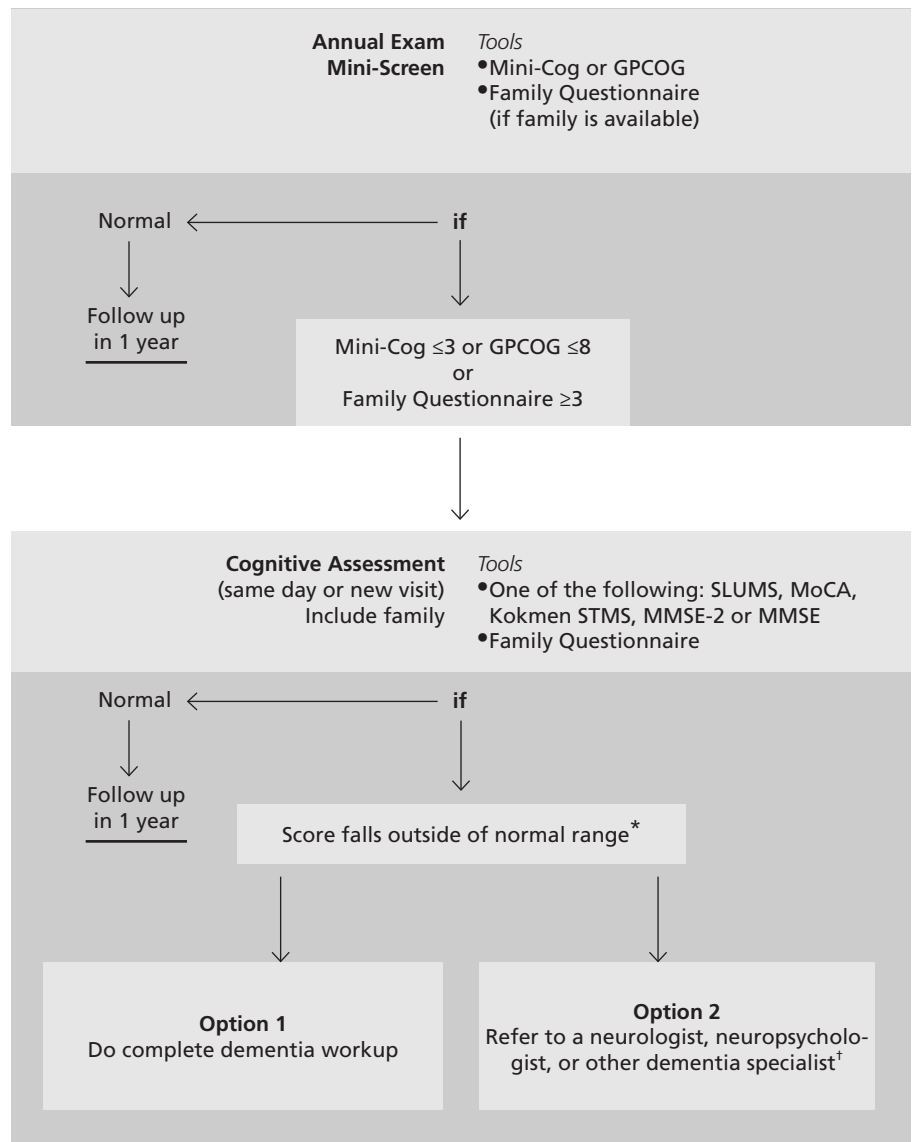 Annual Exam
Mini-Screen
Tools
•Mini-Cog or GPCOG
•Family Questionnaire
(if family is available)
Normal
if
Follow up
in 1 year
Mini-Cog ≤3 or GPCOG ≤8
or
Family Questionnaire ≥3
Cognitive Assessment
(same day or new visit)
Include family
Tools
•One of the following: SLUMS, MoCA,
Kokmen STMS, MMSE-2 or MMSE
•Family Questionnaire
Normal
if
Follow up
in 1 year
Score falls outside of normal range*
Option 1
Do complete dementia workup
Option 2
Refer to a neurologist, neuropsycholo-
gist, or other dementia specialist†